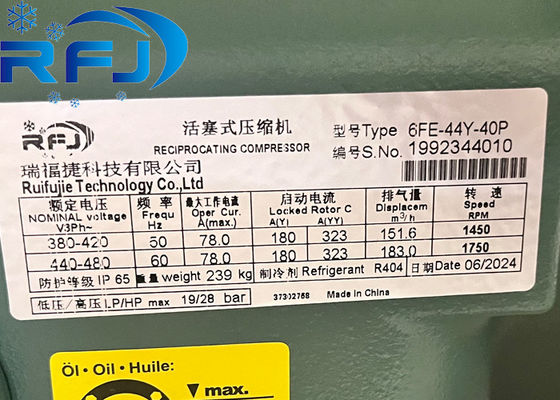 RFJ
RFJ
活塞式压缩机
RECIPROCATING COMPRESSOR
型号Type 6FE-44Y-40P
编号S.No. 1992344010
瑞福捷科技有限公司
Ruifujie Technology Co.,Ltd
额定电压 频率 最大工作电流 启动电流 排气量 转速
NOMINAL voltage Frequ Oper Cur. Locked Rotor C Displacem Speed
V3Ph~ Hz A(max.) A(Y) A(YY) m³/h RPM
380-420 50 78.0 180 323 151.6 1450
440-480 60 78.0 180 323 183.0 1750
防护等级 IP 65 重量 weight 239 kg 制冷剂 Refrigerant R404 日期 Date 06/2024
低压/高压 LP/HP max 19/28 bar 37302758 Made in China
Öl · Oil · Huile:
max.